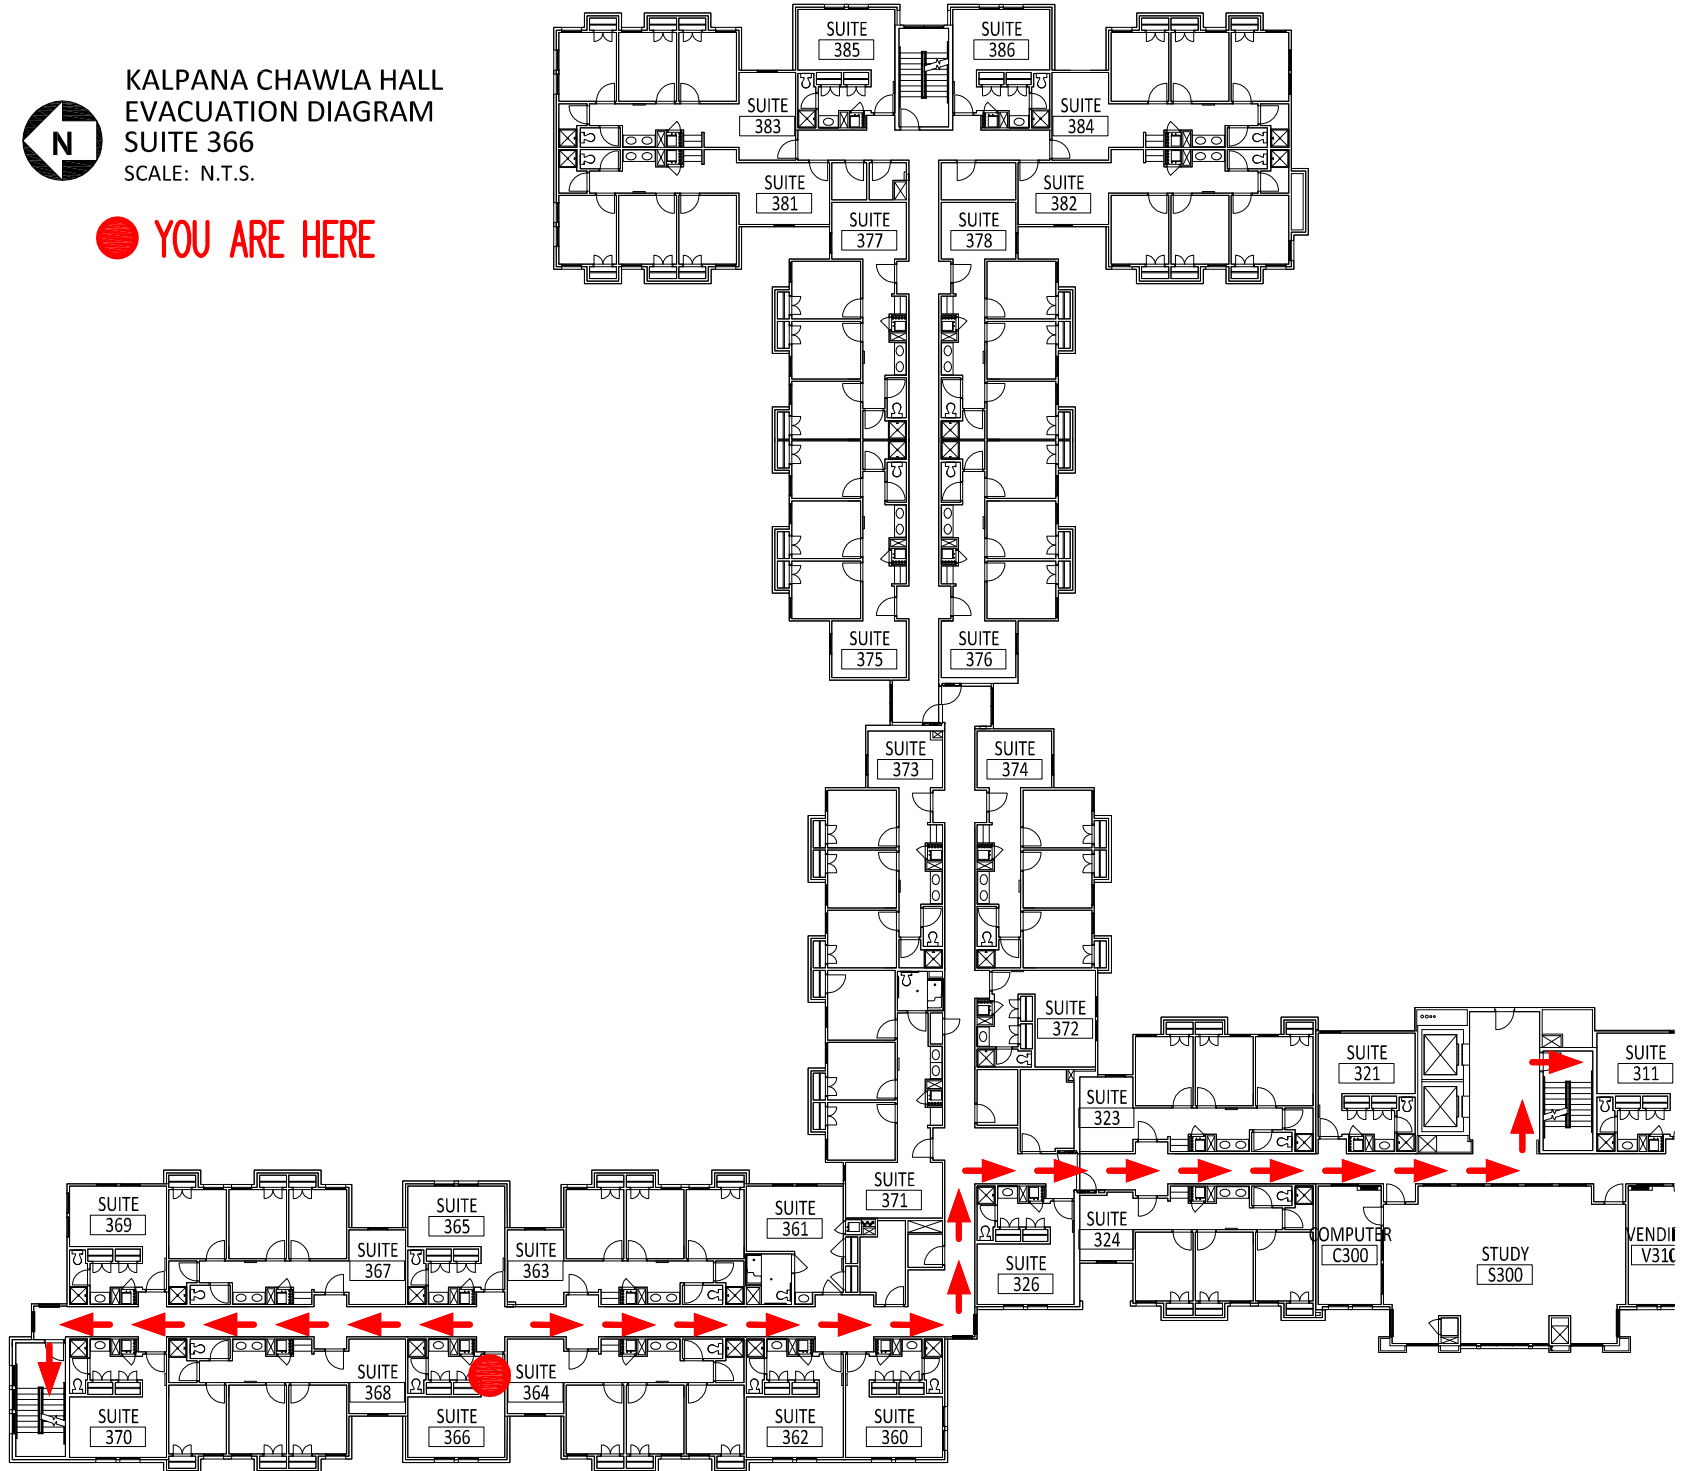 KALPANA CHAWLA HALL
EVACUATION DIAGRAM
SUITE 366
SCALE: N.T.S.
N
YOU ARE HERE
SUITE
385
SUITE
386
SUITE
383
SUITE
384
SUITE
381
SUITE
382
SUITE
377
SUITE
378
SUITE
375
SUITE
376
SUITE
373
SUITE
374
SUITE
372
SUITE
321
SUITE
311
SUITE
323
SUITE
371
SUITE
369
SUITE
365
SUITE
361
SUITE
367
SUITE
363
SUITE
324
SUITE
326
COMPUTER
C300
STUDY
S300
VENDI
V310
SUITE
368
SUITE
364
SUITE
370
SUITE
366
SUITE
362
SUITE
360